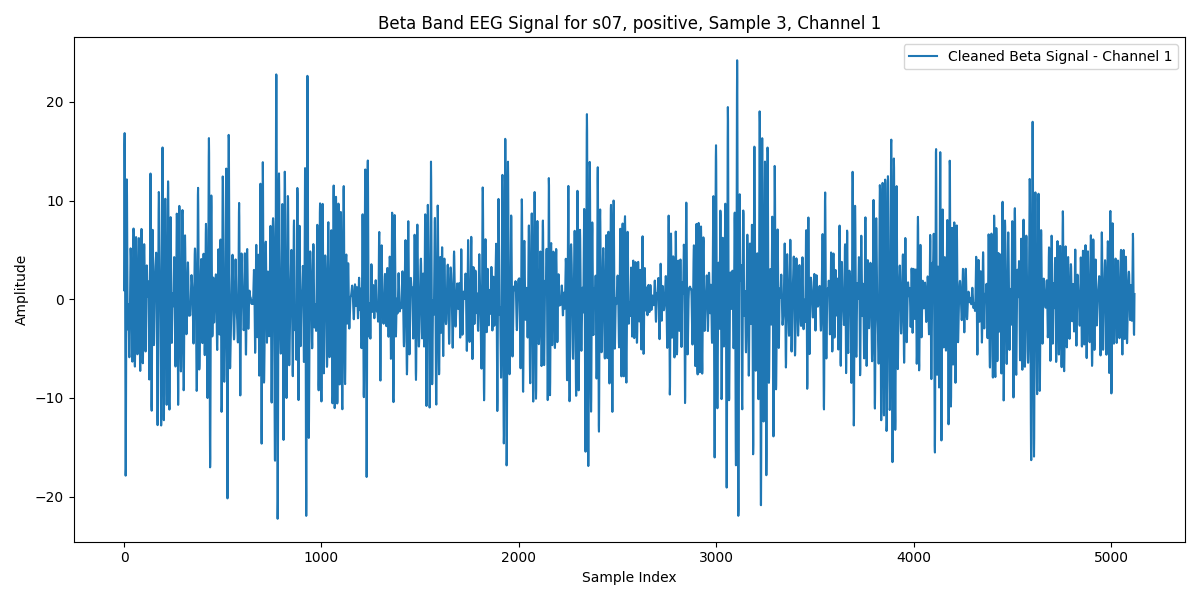 Beta Band EEG Signal for s07, positive, Sample 3, Channel 1
Cleaned Beta Signal - Channel 1
Amplitude
20
10
0
−10
−20
0 1000 2000 3000 4000 5000
Sample Index